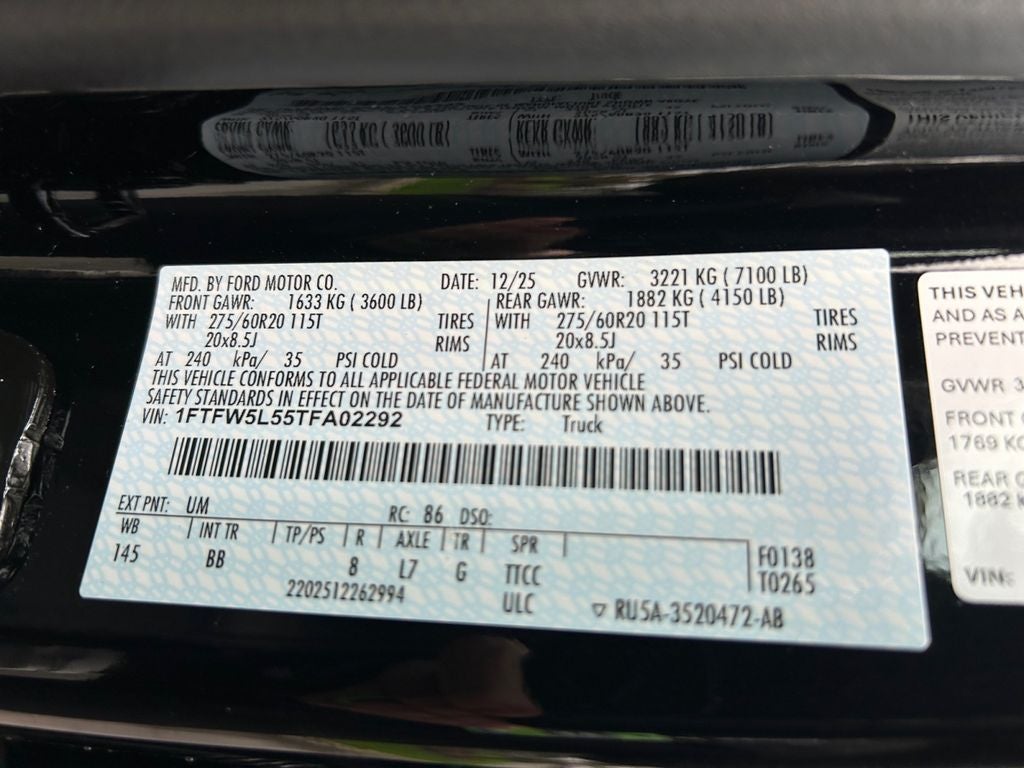 MFD. BY FORD MOTOR CO. DATE: 12/25 GVWR: 3221 KG ( 7100 LB)
FRONT GAWR: 1633 KG ( 3600 LB) REAR GAWR: 1882 KG ( 4150 LB)
WITH 275/60R20 115T TIRES WITH 275/60R20 115T TIRES
20x8.5J RIMS 20x8.5J RIMS
AT 240 kPa/ 35 PSI COLD AT 240 kPa/ 35 PSI COLD
THIS VEHICLE CONFORMS TO ALL APPLICABLE FEDERAL MOTOR VEHICLE
SAFETY STANDARDS IN EFFECT ON THE DATE OF MANUFACTURE SHOWN ABOVE.
VIN: 1FTFW5L55TFA02292 TYPE: Truck
EXT PNT: UM RC: 86 DSO:
WB INT TR TP/PS R AXLE TR SPR
145 BB 8 L7 G TTCC F0138
T0265
2202512262994 ULC RU5A-3520472-AB
THIS VEH
AND AS A
PREVENT
GVWR 3
FRONT
1769 KG
REAR G
1882 K
VIN: